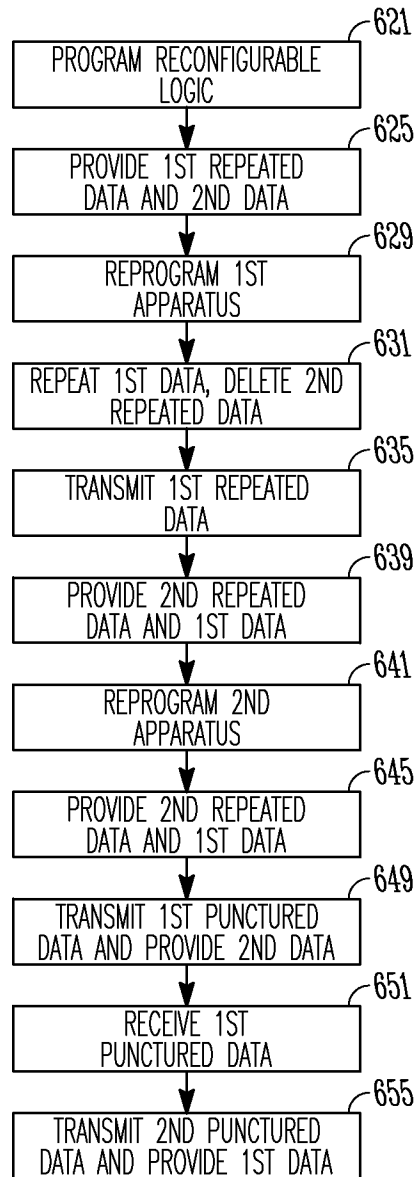 621
PROGRAM RECONFIGURABLE
LOGIC
625
PROVIDE 1ST REPEATED
DATA AND 2ND DATA
629
REPROGRAM 1ST
APPARATUS
631
REPEAT 1ST DATA, DELETE 2ND
REPEATED DATA
635
TRANSMIT 1ST REPEATED
DATA
639
PROVIDE 2ND REPEATED
DATA AND 1ST DATA
641
REPROGRAM 2ND
APPARATUS
645
PROVIDE 2ND REPEATED
DATA AND 1ST DATA
649
TRANSMIT 1ST PUNCTURED
DATA AND PROVIDE 2ND DATA
651
RECEIVE 1ST
PUNCTURED DATA
655
TRANSMIT 2ND PUNCTURED
DATA AND PROVIDE 1ST DATA